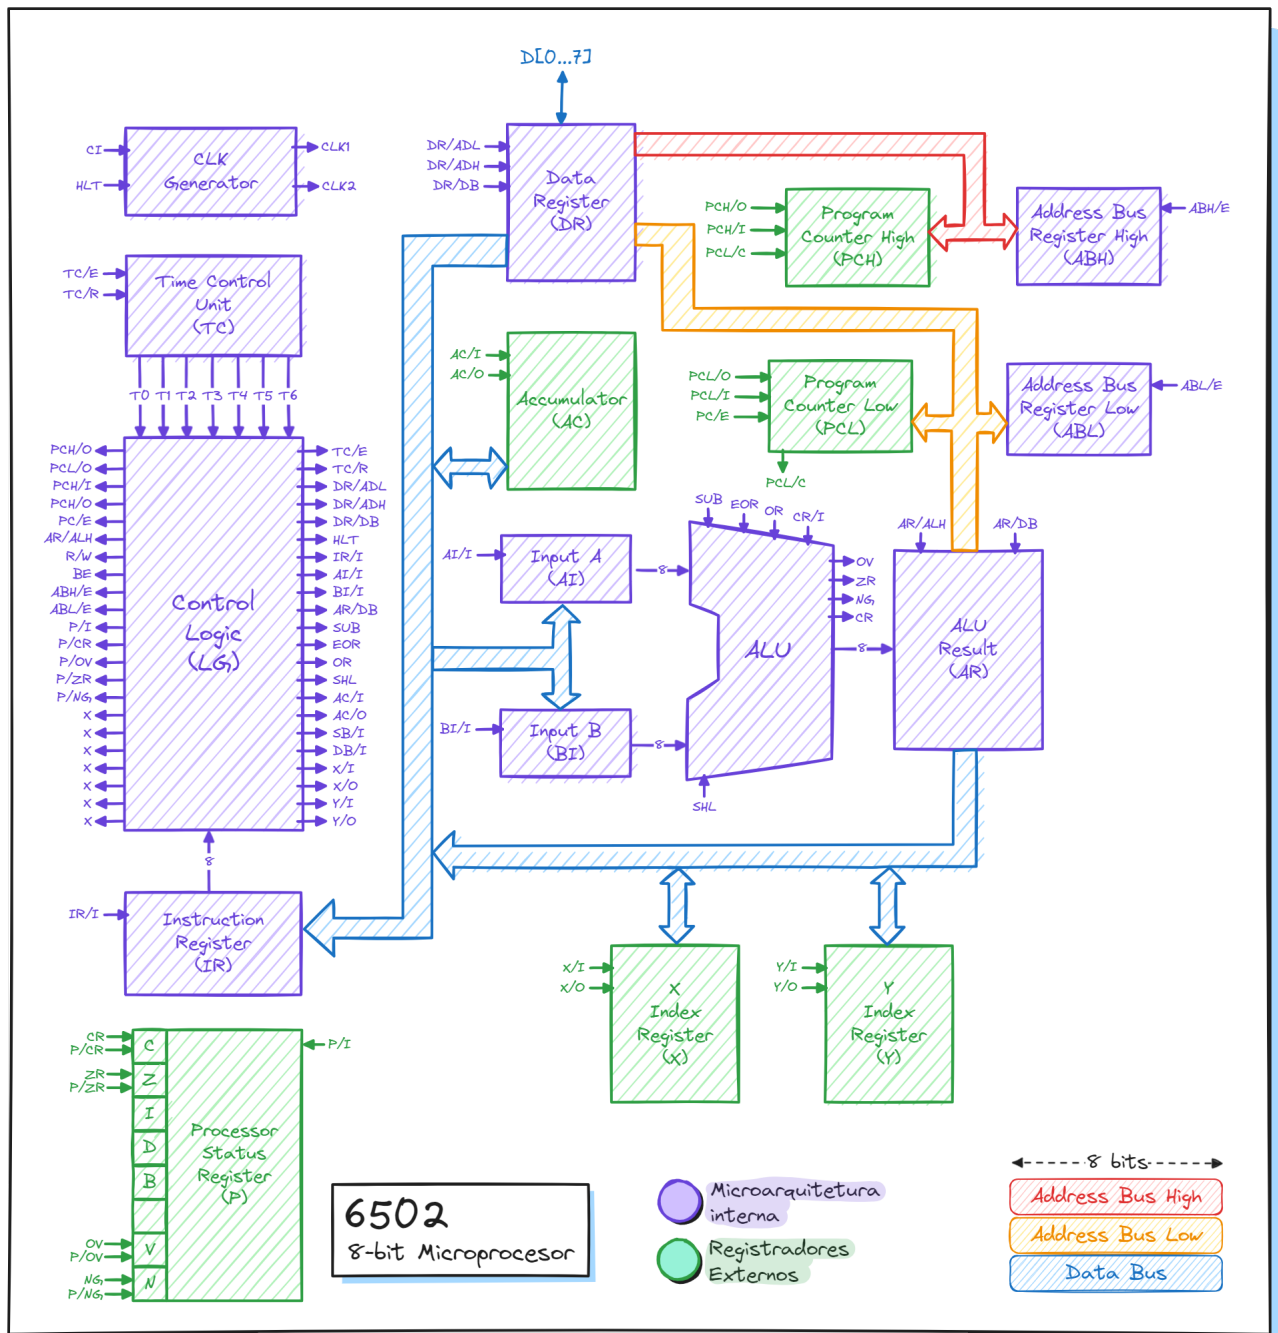 D[0...7]
CI
HLT
CLK
Generator
CLK1
CLK2
DR/ADL
DR/ADH
DR/DB
Data
Register
(DR)
PCH/O
PCH/I
PCL/C
Program
Counter High
(PCH)
Address Bus
Register High
(ABH)
ABH/E
TC/E
TC/R
Time Control
Unit
(TC)
T0 T1 T2 T3 T4 T5 T6
AC/I
AC/O
Accumulator
(AC)
PCL/O
PCL/I
PC/E
Program
Counter Low
(PCL)
PCL/C
Address Bus
Register Low
(ABL)
ABL/E
PCH/O
PCL/O
PCH/I
PCH/O
PC/E
AR/ALH
R/W
BE
ABH/E
ABL/E
P/I
P/CR
P/OV
P/ZR
P/NG
X
X
X
X
X
X
X
Control
Logic
(LG)
TC/E
TC/R
DR/ADL
DR/ADH
DR/DB
HLT
IR/I
AI/I
BI/I
AR/DB
SUB
EOR
OR
SHL
AC/I
AC/O
SB/I
DB/I
X/I
X/O
Y/I
Y/O
AI/I
Input A
(AI)
8
BI/I
Input B
(BI)
8
SUB
EOR
OR
CR/I
ALU
OV
ZR
NG
CR
8
SHL
AR/ALH
AR/DB
ALU
Result
(AR)
8
IR/I
Instruction
Register
(IR)
X/I
X/O
X
Index
Register
(X)
Y/I
Y/O
Y
Index
Register
(Y)
CR
P/CR
ZR
P/ZR
OV
P/OV
NG
P/NG
C
Z
I
D
B
V
N
Processor
Status
Register
(P)
P/I
6502
8-bit Microprocesor
Microarquitetura
interna
Registradores
Externos
8 bits
Address Bus High
Address Bus Low
Data Bus